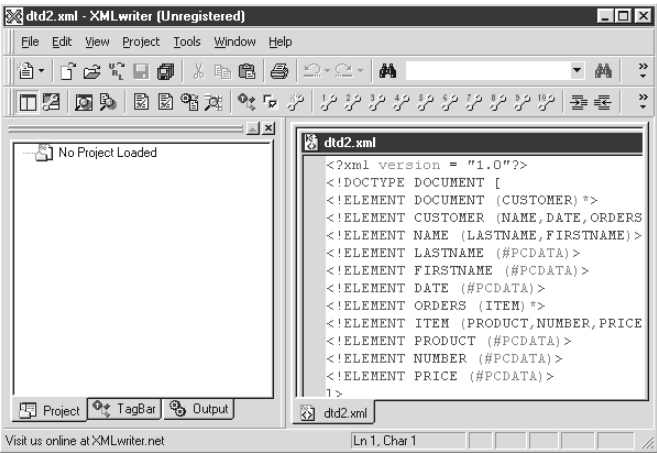 dtd2.xml - XMLwriter (Unregistered)
File Edit View Project Tools Window Help
No Project Loaded
dtd2.xml
<?xml version = "1.0"?>
<!DOCTYPE DOCUMENT [
<!ELEMENT DOCUMENT (CUSTOMER)*>
<!ELEMENT CUSTOMER (NAME,DATE,ORDERS
<!ELEMENT NAME (LASTNAME,FIRSTNAME)>
<!ELEMENT LASTNAME (#PCDATA)>
<!ELEMENT FIRSTNAME (#PCDATA)>
<!ELEMENT DATE (#PCDATA)>
<!ELEMENT ORDERS (ITEM)*>
<!ELEMENT ITEM (PRODUCT,NUMBER,PRICE
<!ELEMENT PRODUCT (#PCDATA)>
<!ELEMENT NUMBER (#PCDATA)>
<!ELEMENT PRICE (#PCDATA)>
]>
Project TagBar Output
dtd2.xml
Visit us online at XMLwriter.net Ln 1, Char 1